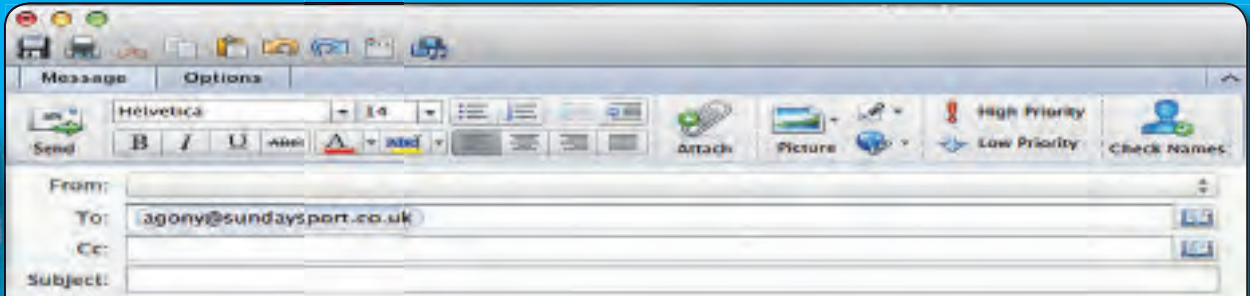 Message Options
Helvetica 14 High Priority
Send B I U ABC A Attach Picture Low Priority Check Names
From:
To: agony@sundaysport.co.uk
Cc:
Subject: